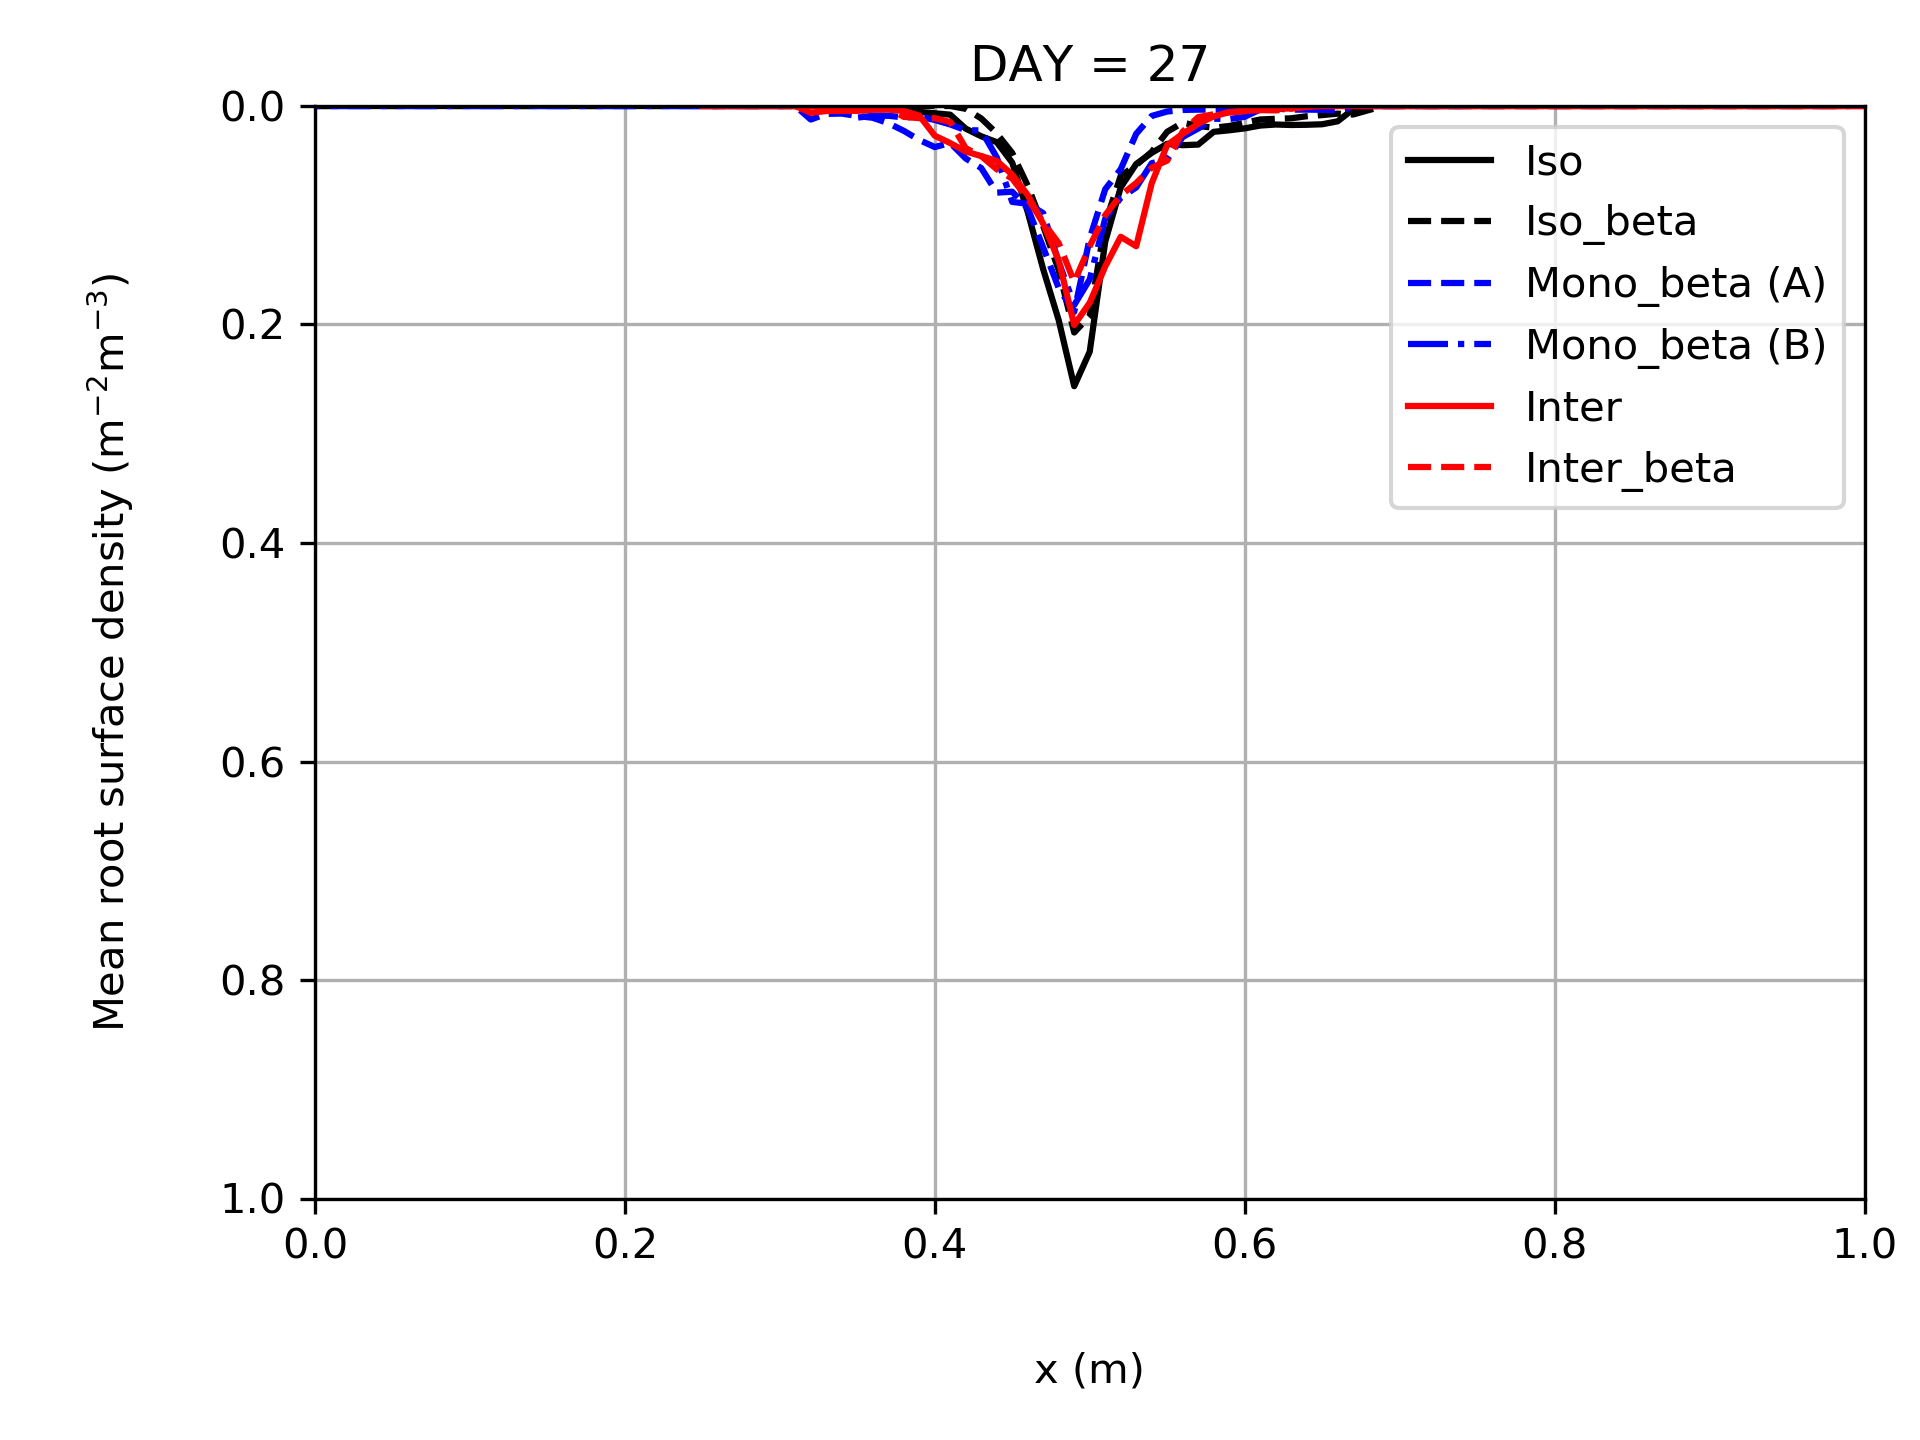 DAY = 27
0.0
0.2
0.4
0.6
0.8
1.0
Mean root surface density (m⁻²m⁻³)
0.0 0.2 0.4 0.6 0.8 1.0
x (m)
Iso
Iso_beta
Mono_beta (A)
Mono_beta (B)
Inter
Inter_beta